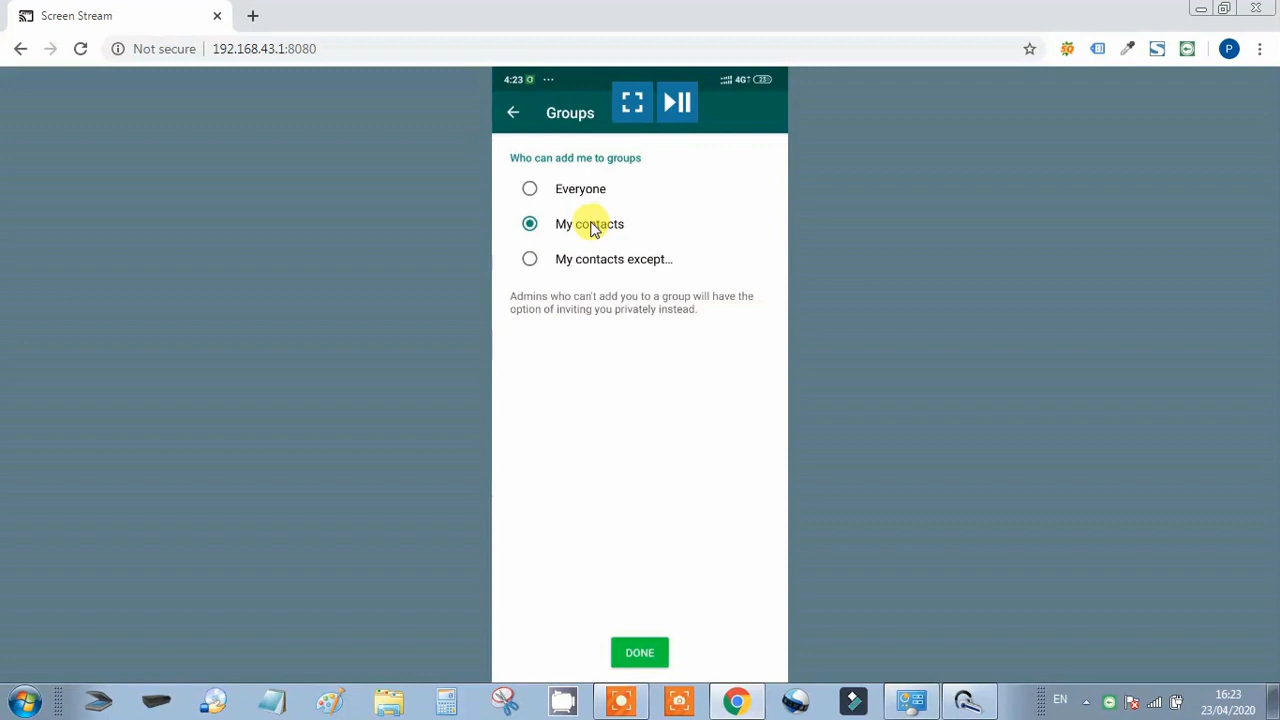 Screen Stream
Not secure
192.168.43.1:8080
P
4:23
4G
33
Groups
Who can add me to groups
Everyone
My contacts
My contacts except...
Admins who can't add you to a group will have the
option of inviting you privately instead.
DONE
EN
16:23
23/04/2020